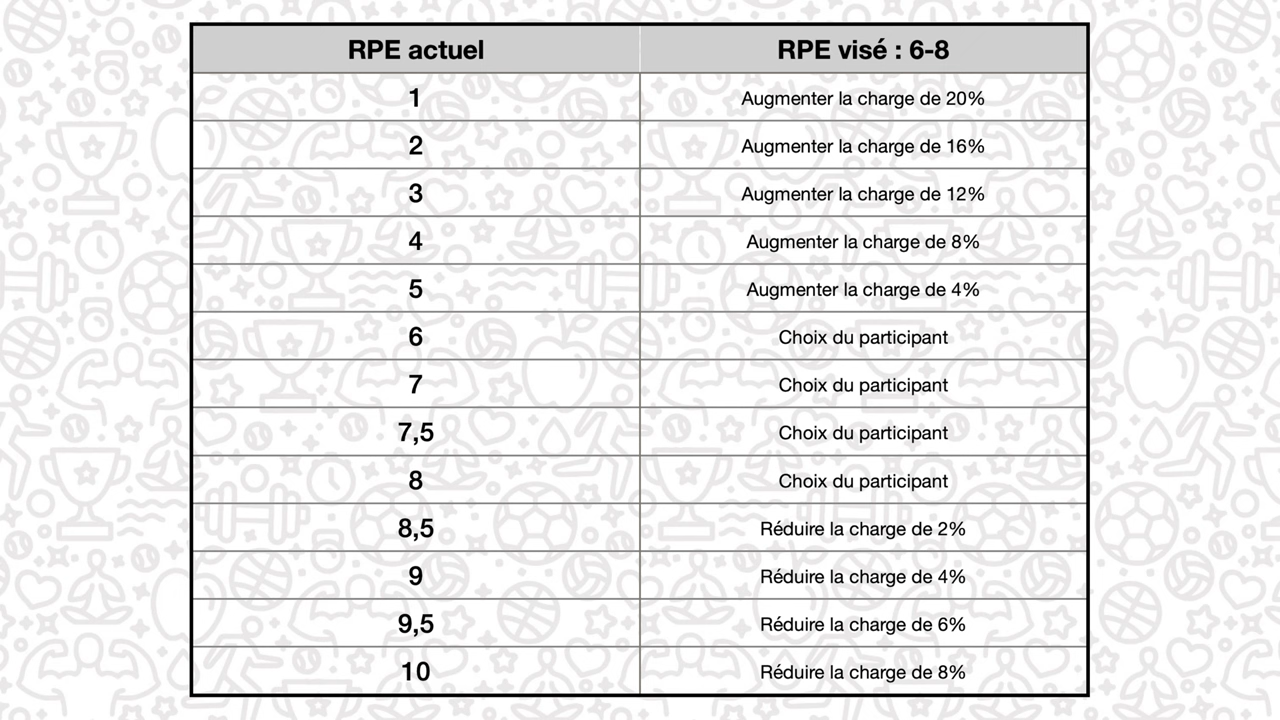 RPE actuel RPE visé : 6-8
1 Augmenter la charge de 20%
2 Augmenter la charge de 16%
3 Augmenter la charge de 12%
4 Augmenter la charge de 8%
5 Augmenter la charge de 4%
6 Choix du participant
7 Choix du participant
7,5 Choix du participant
8 Choix du participant
8,5 Réduire la charge de 2%
9 Réduire la charge de 4%
9,5 Réduire la charge de 6%
10 Réduire la charge de 8%